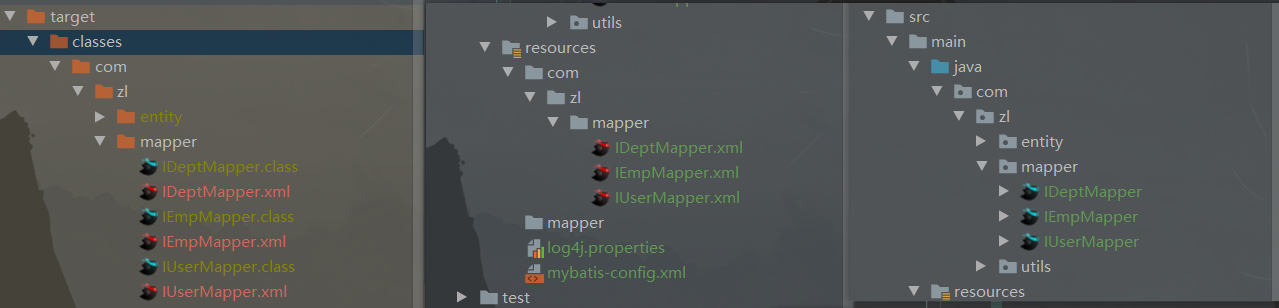 target
classes
com
zl
entity
mapper
IDeptMapper.class
IDeptMapper.xml
IEmpMapper.class
IEmpMapper.xml
IUserMapper.class
IUserMapper.xml
utils
resources
com
zl
mapper
IDeptMapper.xml
IEmpMapper.xml
IUserMapper.xml
mapper
log4j.properties
mybatis-config.xml
test
src
main
java
com
zl
entity
mapper
IDeptMapper
IEmpMapper
IUserMapper
utils
resources